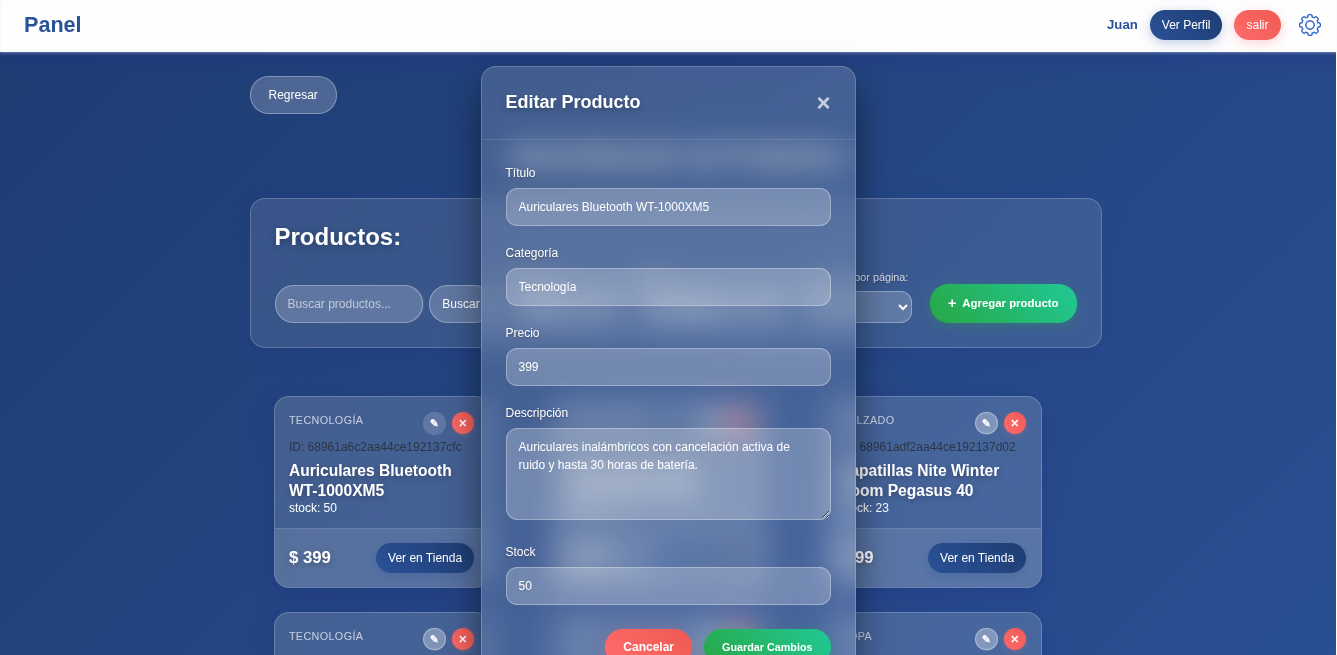 Panel
Juan
Ver Perfil
salir
Regresar
Editar Producto
×
Título
Auriculares Bluetooth WT-1000XM5
Categoría
Tecnología
Precio
399
Descripción
Auriculares inalámbricos con cancelación activa de
ruido y hasta 30 horas de batería.
Stock
50
Cancelar
Guardar Cambios
Productos:
Buscar productos...
Buscar
por página:
+ Agregar producto
TECNOLOGÍA
ID: 68961a6c2aa44ce192137cfc
Auriculares Bluetooth
WT-1000XM5
stock: 50
$ 399
Ver en Tienda
LZADO
68961adf2aa44ce192137d02
apatillas Nite Winter
oom Pegasus 40
ck: 23
99
Ver en Tienda
TECNOLOGÍA
OPA